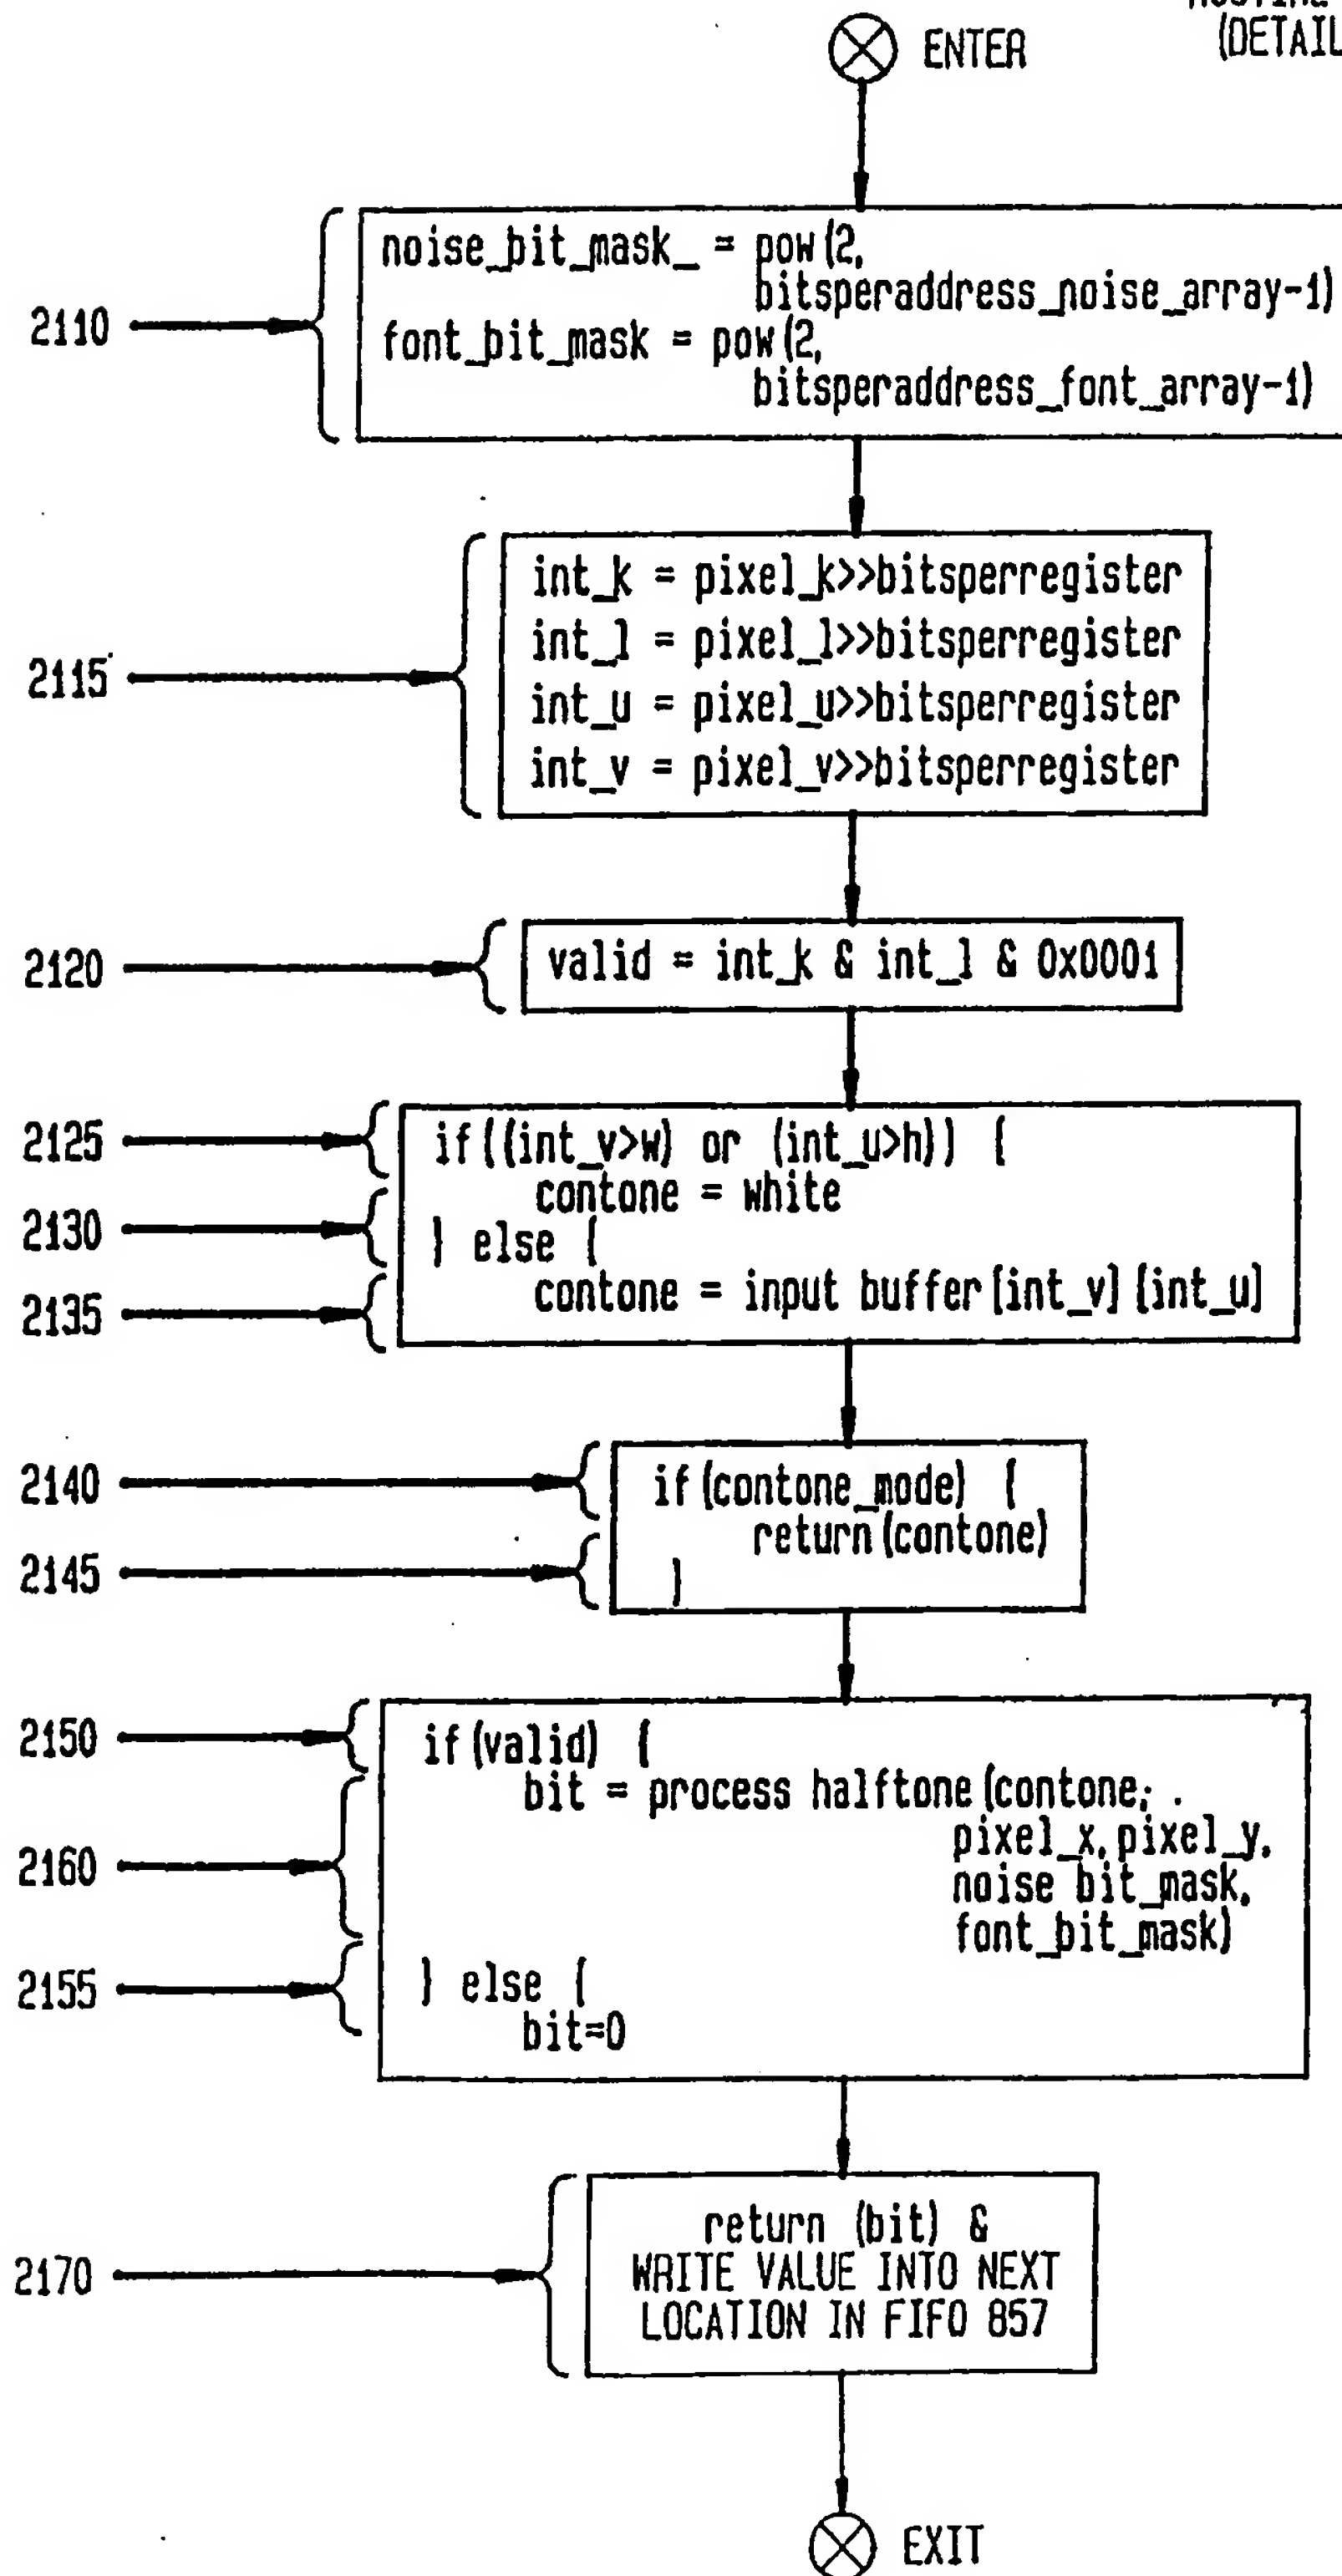 (DETAIL
ENTER
2110
noise_bit_mask_ = pow(2,
bitsperaddress_noise_array-1)
font_bit_mask = pow(2,
bitsperaddress_font_array-1)
2115
int_k = pixel_k>>bitsperregister
int_l = pixel_l>>bitsperregister
int_u = pixel_u>>bitsperregister
int_v = pixel_v>>bitsperregister
2120
valid = int_k & int_l & 0x0001
2125
if((int_v>w) or (int_u>h)) {
contone = white
2130
} else {
2135
contone = input buffer[int_v][int_u]
2140
if(contone_mode) {
return(contone)
2145
}
2150
if(valid) {
bit = process halftone(contone,
pixel_x,pixel_y,
2160
noise bit_mask,
font_bit_mask)
2155
} else {
bit=0
return (bit) &
2170
WRITE VALUE INTO NEXT
LOCATION IN FIFO 857
EXIT